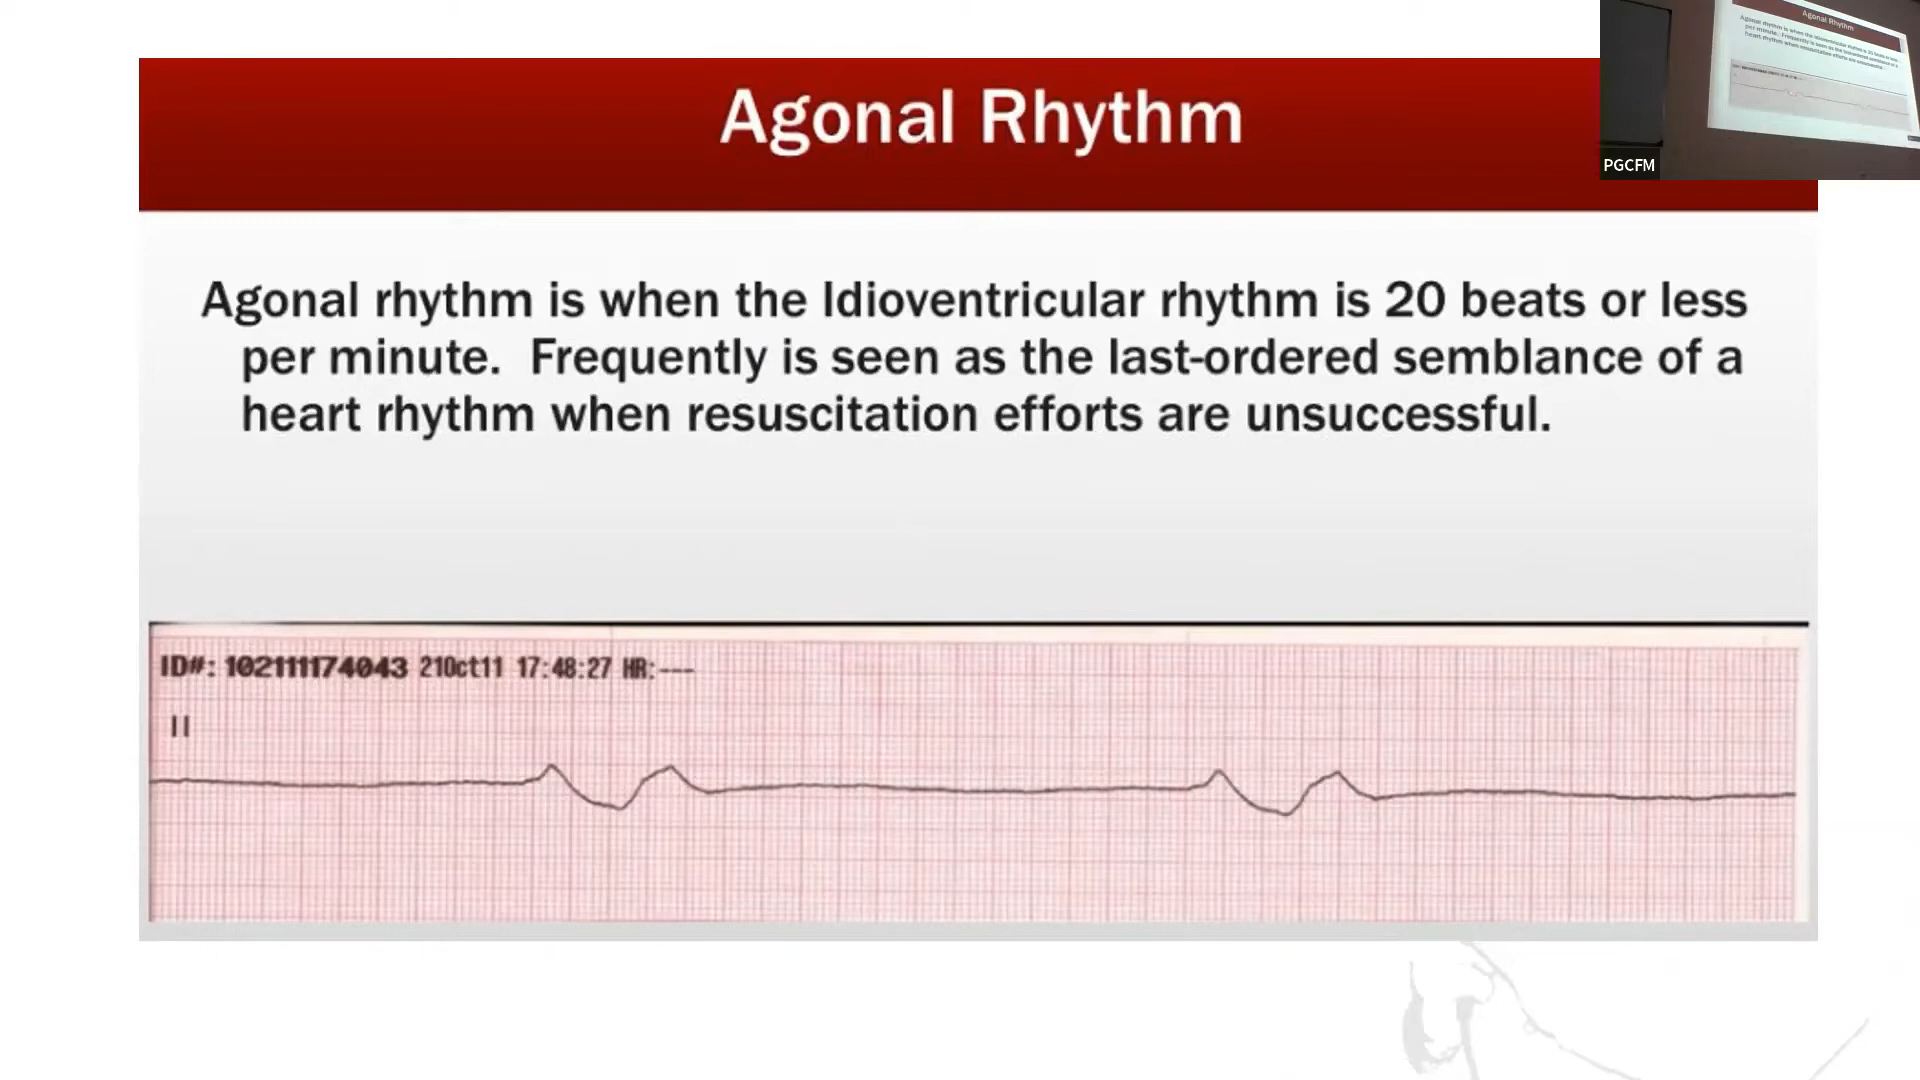 Agonal Rhythm
Agonal rhythm is when the Idioventricular rhythm is 20 beats or less
per minute.  Frequently is seen as the last-ordered semblance of a
heart rhythm when resuscitation efforts are unsuccessful.
ID#: 102111174043 21Oct11 17:48:27 HR:---
II
PGCFM
Agonal Rhythm